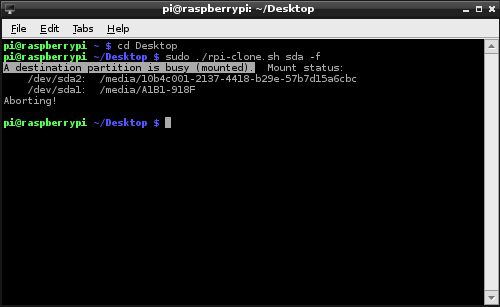 pi@raspberrypi: ~/Desktop
File Edit Tabs Help
pi@raspberrypi ~ $ cd Desktop
pi@raspberrypi ~/Desktop $ sudo ./rpi-clone.sh sda -f
A destination partition is busy (mounted).  Mount status:
    /dev/sda2:  /media/10b4c001-2137-4418-b29e-57b7d15a6cbc
    /dev/sda1:  /media/A1B1-918F
Aborting!
pi@raspberrypi ~/Desktop $